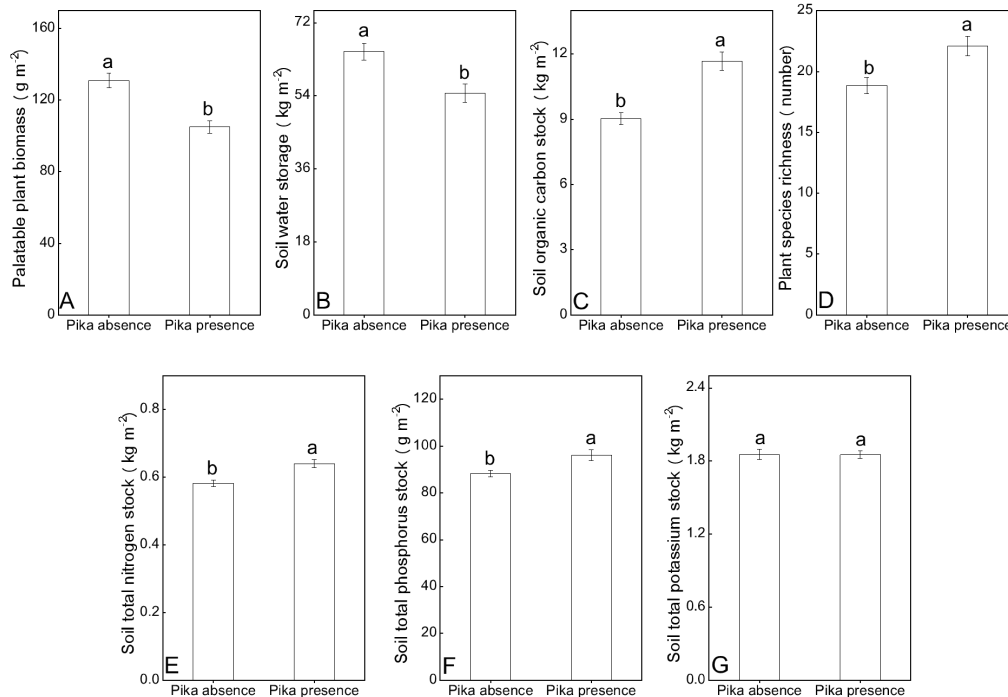 Palatable plant biomass ( g m-2)
160
120
80
40
0
a
b
A
Pika absence Pika presence
Soil water storage ( kg m-2)
72
54
36
18
0
a
b
B
Pika absence Pika presence
Soil organic carbon stock ( kg m-2)
12
9
6
3
0
b
a
C
Pika absence Pika presence
Plant species richness ( number)
25
20
15
10
5
0
b
a
D
Pika absence Pika presence
Soil total nitrogen stock ( kg m-2)
0.8
0.6
0.4
0.2
0.0
b
a
E
Pika absence Pika presence
Soil total phosphorus stock ( g m-2)
120
100
80
60
40
20
0
b
a
F
Pika absence Pika presence
Soil total potassium stock ( kg m-2)
2.4
1.8
1.2
0.6
0.0
a
a
G
Pika absence Pika presence